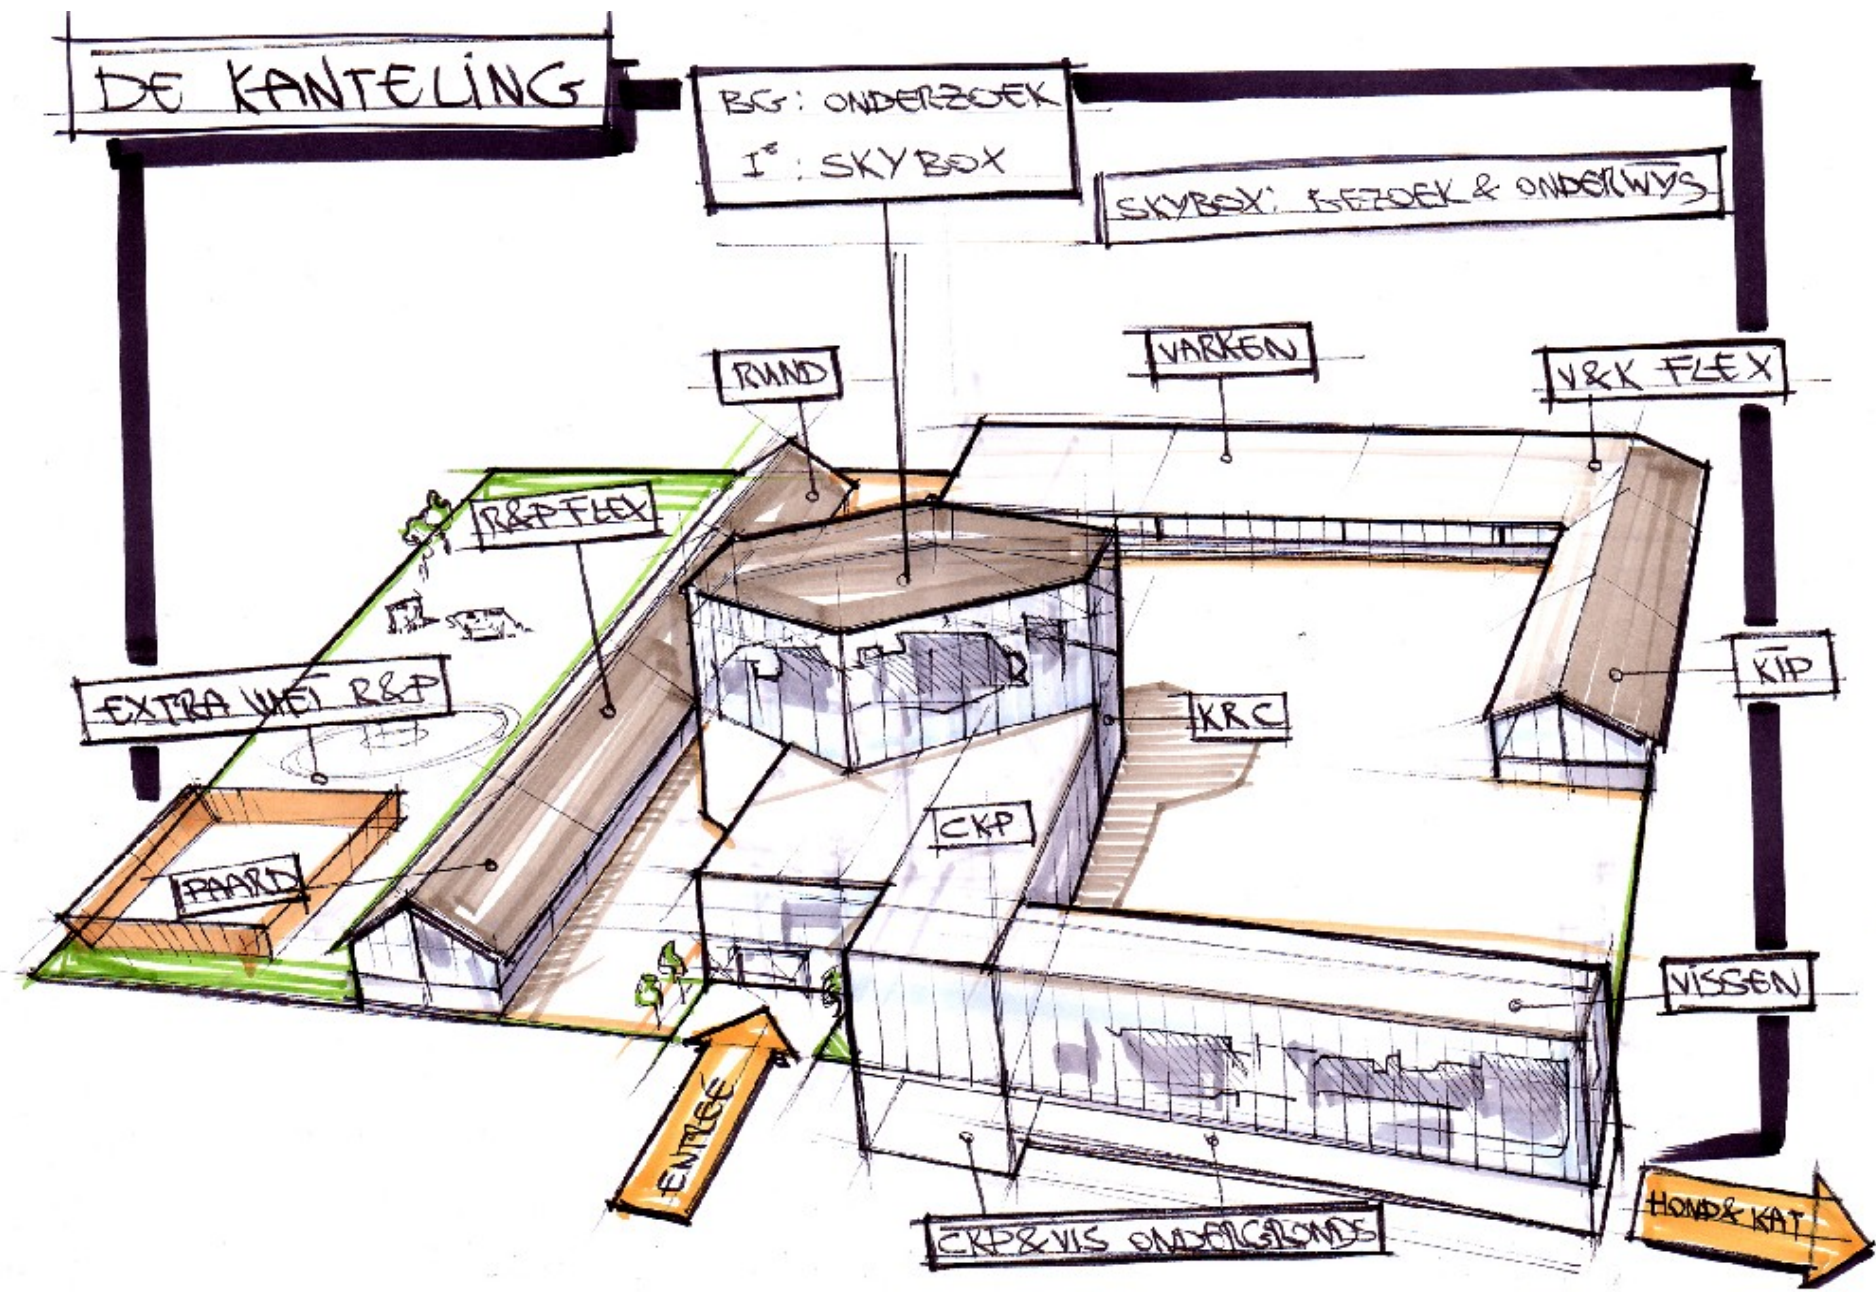 DE KANTELING
BG: ONDERZOEK
1e: SKYBOX
SKYBOX: BEZOEK & ONDERWYS
RUND
VARKEN
V&K FLEX
R&P FLEX
EXTRA WEI R&P
KIP
KRC
CKP
PAARD
VISSEN
ENTREE
CKP&VIS ONDERGRONDS
HOND& KAT